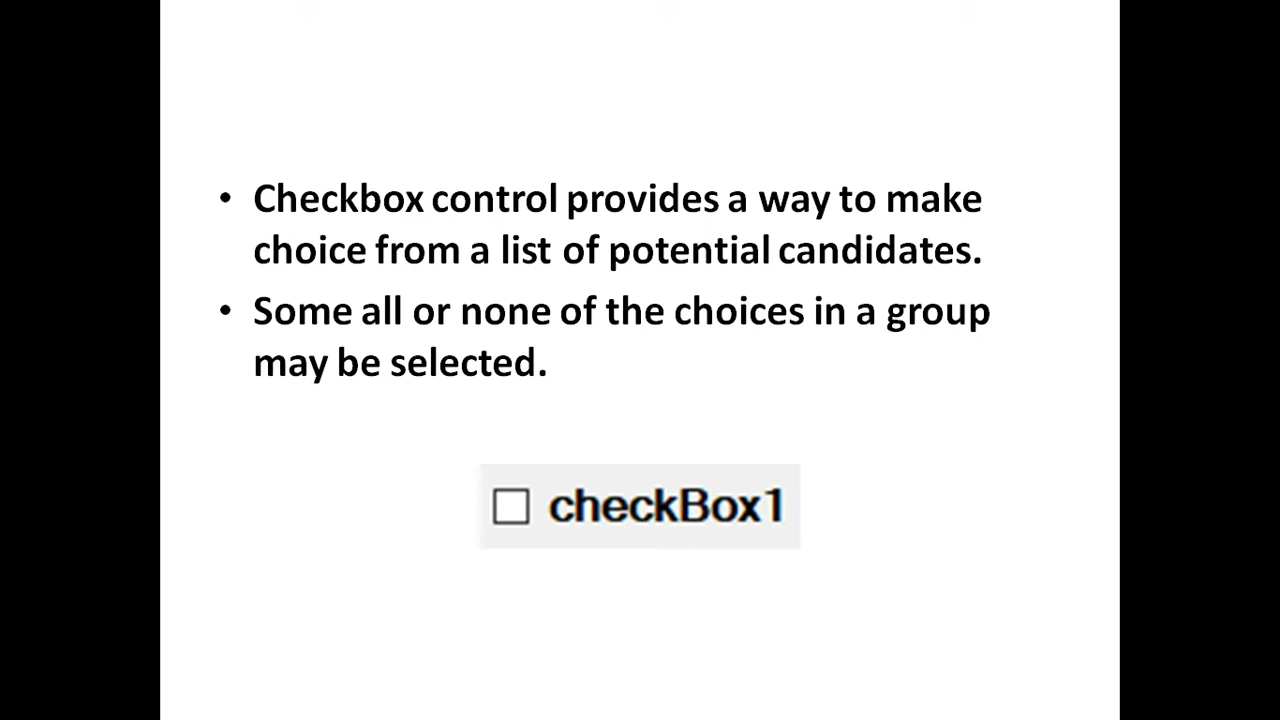 • Checkbox control provides a way to make
choice from a list of potential candidates.
• Some all or none of the choices in a group
may be selected.
checkBox1